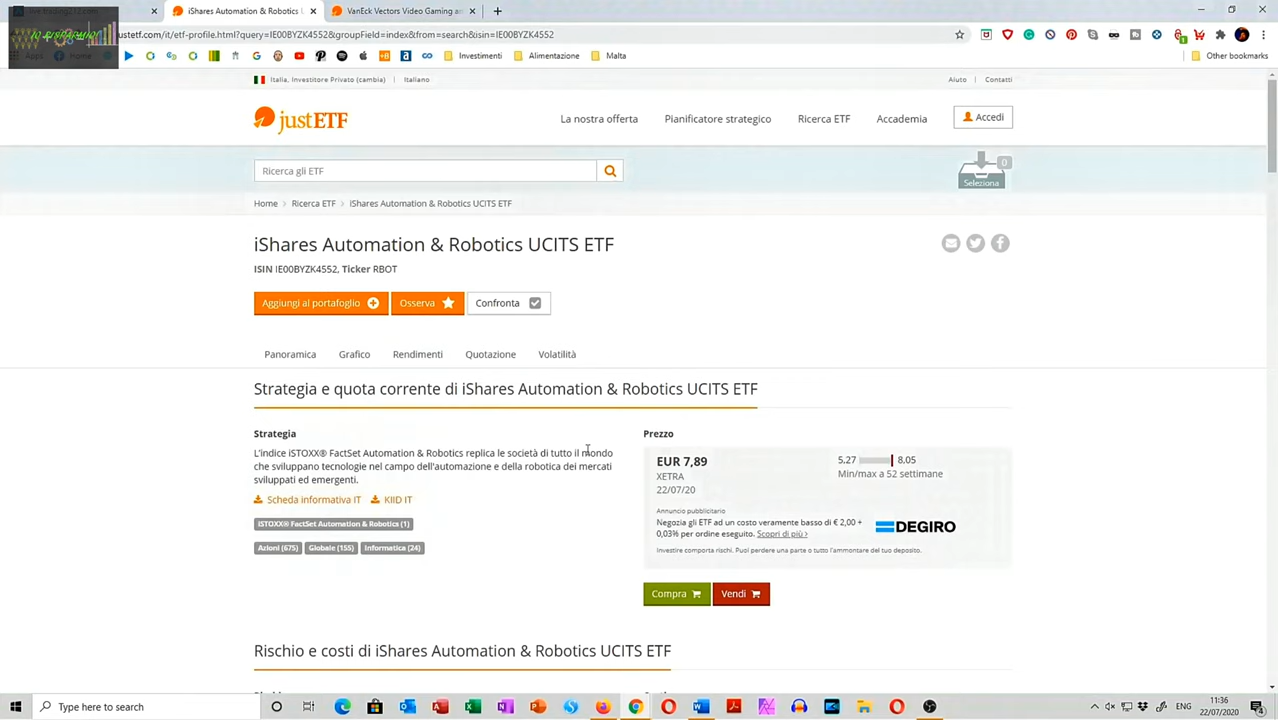 iShares Automation & Robotics U
VanEck Vectors Video Gaming an
IO RISPARMIO
justetf.com/it/etf-profile.html?query=IE00BYZK4552&groupField=index&from=search&isin=IE00BYZK4552
Apps
Home
Investimenti
Alimentazione
Malta
Other bookmarks
Italia, Investitore Privato (cambia)
Italiano
Aiuto
Contatti
justETF
La nostra offerta
Pianificatore strategico
Ricerca ETF
Accademia
Accedi
Ricerca gli ETF
0
Seleziona
Home > Ricerca ETF > iShares Automation & Robotics UCITS ETF
iShares Automation & Robotics UCITS ETF
ISIN IE00BYZK4552, Ticker RBOT
Aggiungi al portafoglio
Osserva
Confronta
Panoramica
Grafico
Rendimenti
Quotazione
Volatilità
Strategia e quota corrente di iShares Automation & Robotics UCITS ETF
Strategia
L'indice iSTOXX® FactSet Automation & Robotics replica le società di tutto il mondo
che sviluppano tecnologie nel campo dell'automazione e della robotica dei mercati
sviluppati ed emergenti.
Scheda informativa IT
KIID IT
iSTOXX® FactSet Automation & Robotics (1)
Azioni (675)
Globale (155)
Informatica (24)
Prezzo
EUR 7,89
XETRA
22/07/20
5,27
8,05
Min/max a 52 settimane
Annuncio pubblicitario
Negozia gli ETF ad un costo veramente basso di € 2,00 +
0,03% per ordine eseguito. Scopri di più >
DEGIRO
Investire comporta rischi. Puoi perdere una parte o tutto l'ammontare del tuo deposito.
Compra
Vendi
Rischio e costi di iShares Automation & Robotics UCITS ETF
Type here to search
ENG
11:36
22/07/2020